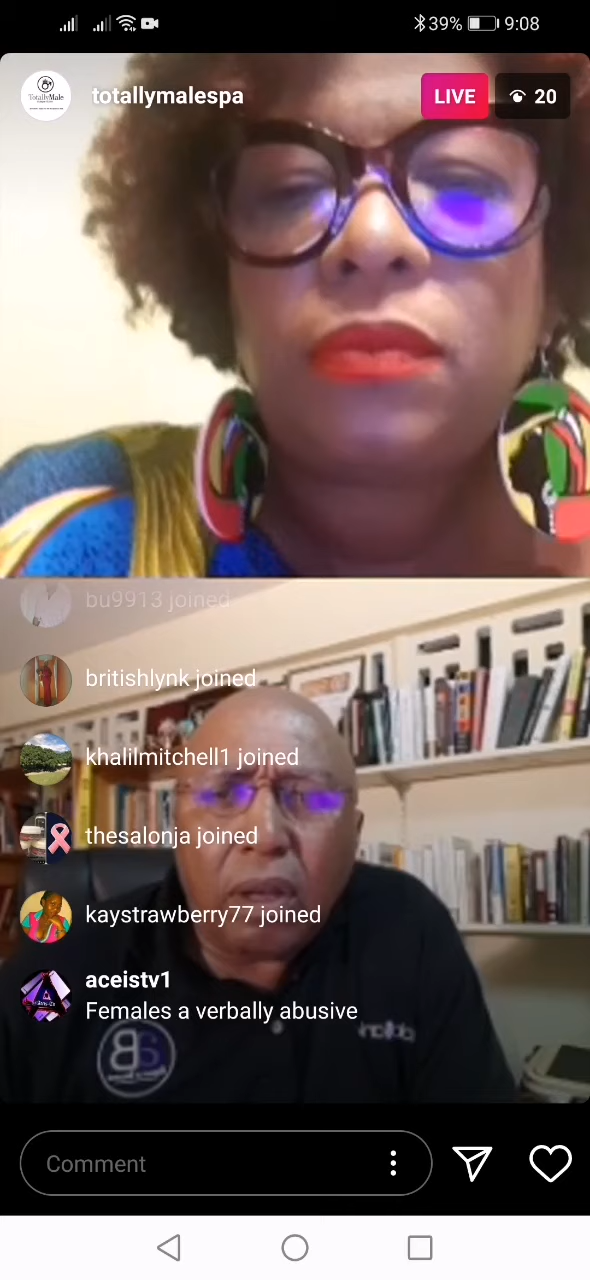 39% 9:08
TotallyMale
totallymalespa
LIVE
20
bu9913 joined
britishlynk joined
khalilmitchell1 joined
thesalonja joined
kaystrawberry77 joined
aceistv1
Females a verbally abusive
Comment